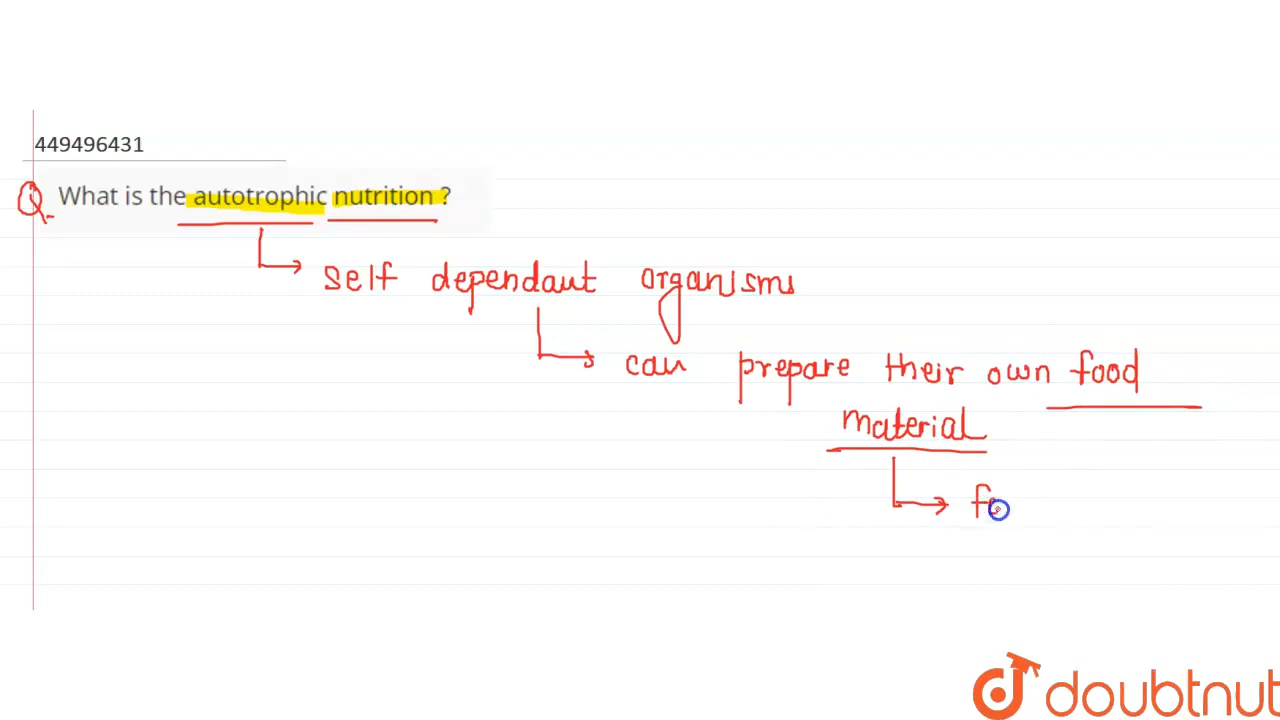 449496431
Q. What is the autotrophic nutrition ?
self dependant organisms
can prepare their own food
material
doubtnut